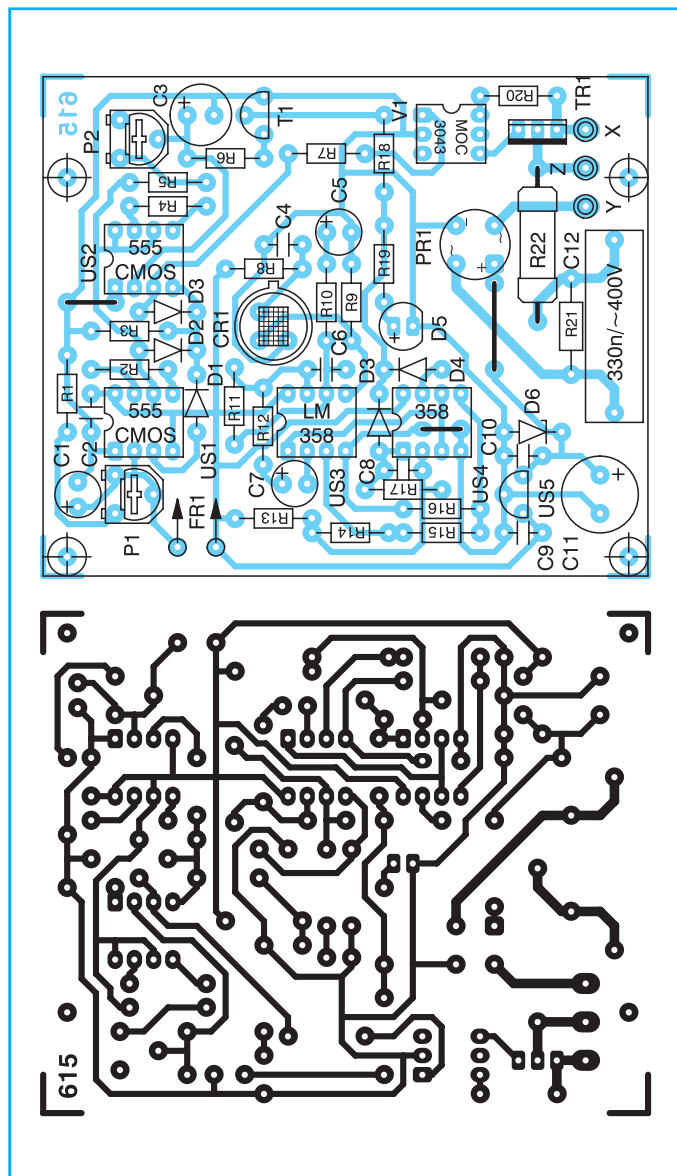 615
P2
C3
T1
R6
R5
R4
US2
555
CMOS
R3
D3
D2
R2
R1
D1
C2
C1
555
CMOS
US1
P1
FR1
R20
TR1
V1
MOC
3043
R18
R7
X
Z
Y
C4
C5
R8
R19
PR1
-
~
~
+
R22
C12
CR1
R10
R9
D5
R21
330n/~400V
C6
R11
R12
LM
358
D3
D4
358
D6
C10
C7
US3
C8
R17
US4
US5
R16
R15
R14
R13
C9
C11
+
+
+
+
615